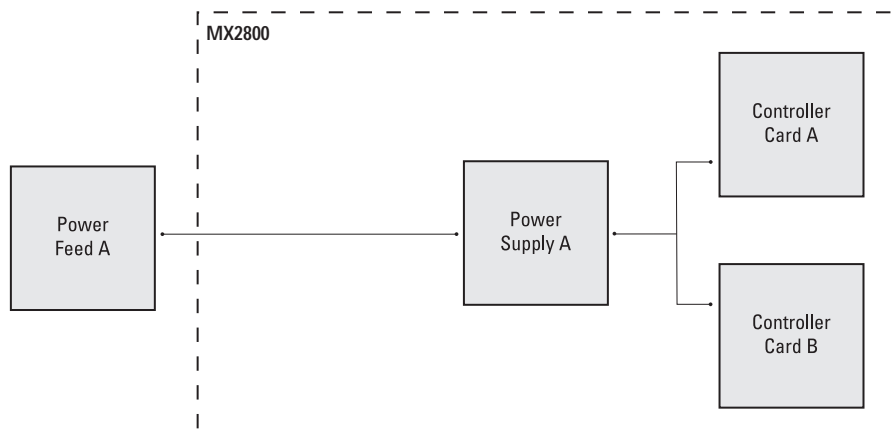 MX2800
Power
Feed A
Power
Supply A
Controller
Card A
Controller
Card B